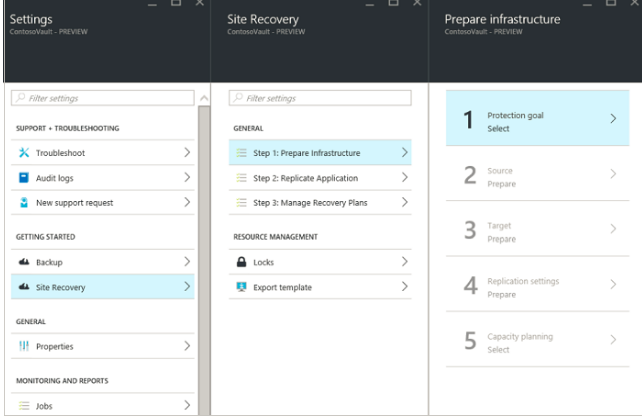 Settings
ContosoVault - PREVIEW
Filter settings
SUPPORT + TROUBLESHOOTING
Troubleshoot
Audit logs
New support request
GETTING STARTED
Backup
Site Recovery
GENERAL
Properties
MONITORING AND REPORTS
Jobs
Site Recovery
ContosoVault - PREVIEW
Filter settings
GENERAL
Step 1: Prepare Infrastructure
Step 2: Replicate Application
Step 3: Manage Recovery Plans
RESOURCE MANAGEMENT
Locks
Export template
Prepare infrastructure
ContosoVault - PREVIEW
1 Protection goal
Select
2 Source
Prepare
3 Target
Prepare
4 Replication settings
Prepare
5 Capacity planning
Select